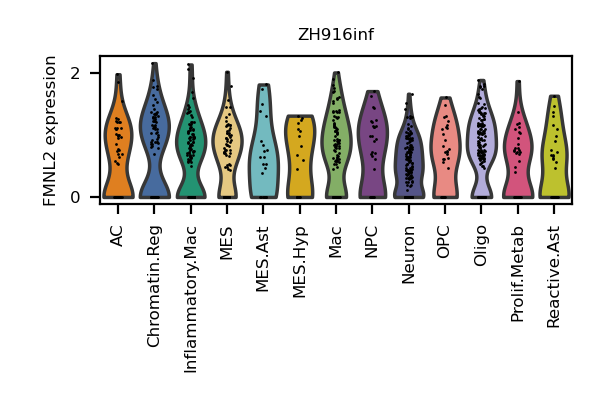 ZH916inf
FMNL2 expression
2
0
AC
Chromatin.Reg
Inflammatory.Mac
MES
MES.Ast
MES.Hyp
Mac
NPC
Neuron
OPC
Oligo
Prolif.Metab
Reactive.Ast